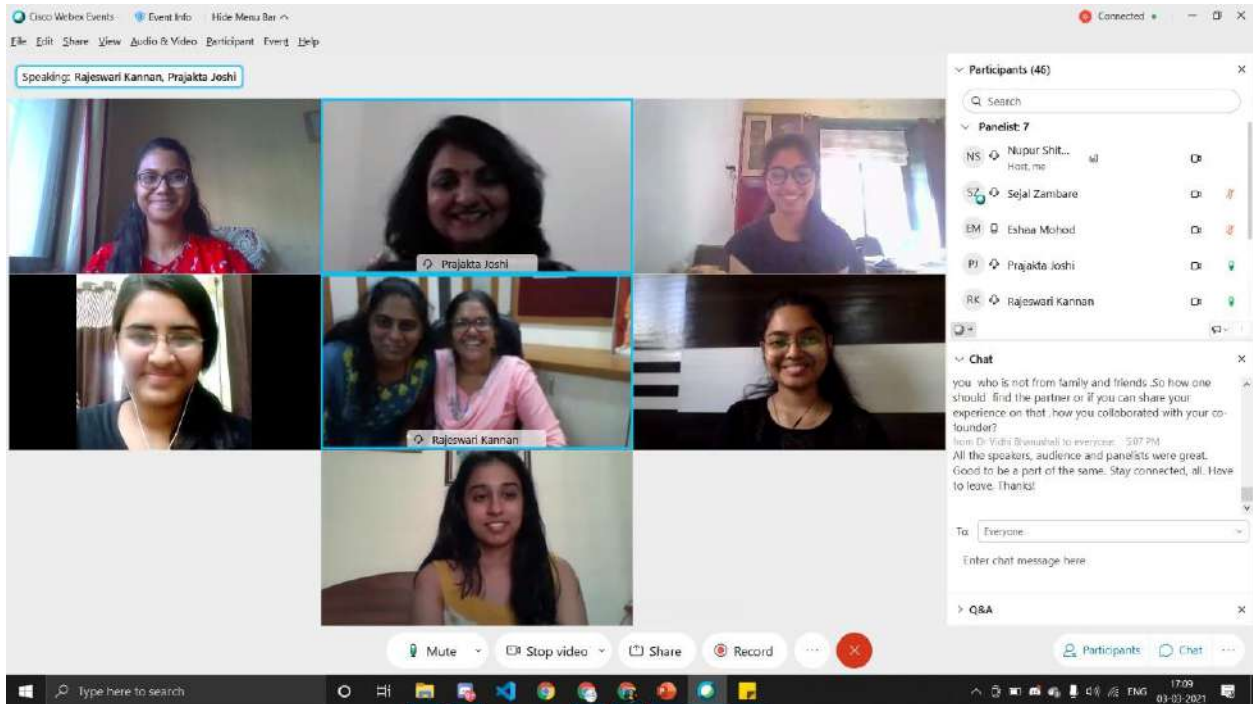 Cisco Webex Events
Event Info
Hide Menu Bar
Connected
File Edit Share View Audio & Video Participant Event Help
Speaking: Rajeswari Kannan, Prajakta Joshi
Prajakta Joshi
Rajeswari Kannan
Participants (46)
Search
Panelist: 7
NS Nupur Shit...
Host, me
SZ Sejal Zambare
EM Eshaa Mohod
PJ Prajakta Joshi
RK Rajeswari Kannan
Chat
you who is not from family and friends .So how one
should find the partner or if you can share your
experience on that .how you collaborated with your co-
founder?
from Dr Vidhi Bhanushali to everyone: 5:07 PM
All the speakers, audience and panelists were great.
Good to be a part of the same. Stay connected, all. Have
to leave. Thanks!
To: Everyone
Enter chat message here
Q&A
Mute
Stop video
Share
Record
Participants
Chat
Type here to search
ENG
17:09
03-03-2021